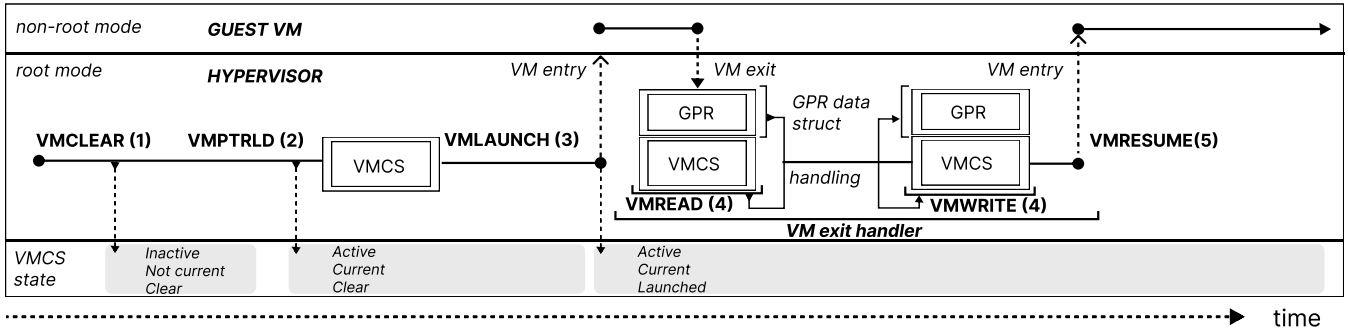 non-root mode GUEST VM
root mode HYPERVISOR
VM entry
VM exit
VM entry
GPR
GPR data
struct
GPR
VMCLEAR (1)
VMPTRLD (2)
VMCS
VMLAUNCH (3)
VMCS
handling
VMCS
VMRESUME(5)
VMREAD (4)
VMWRITE (4)
VM exit handler
VMCS
state
Inactive
Not current
Clear
Active
Current
Clear
Active
Current
Launched
time